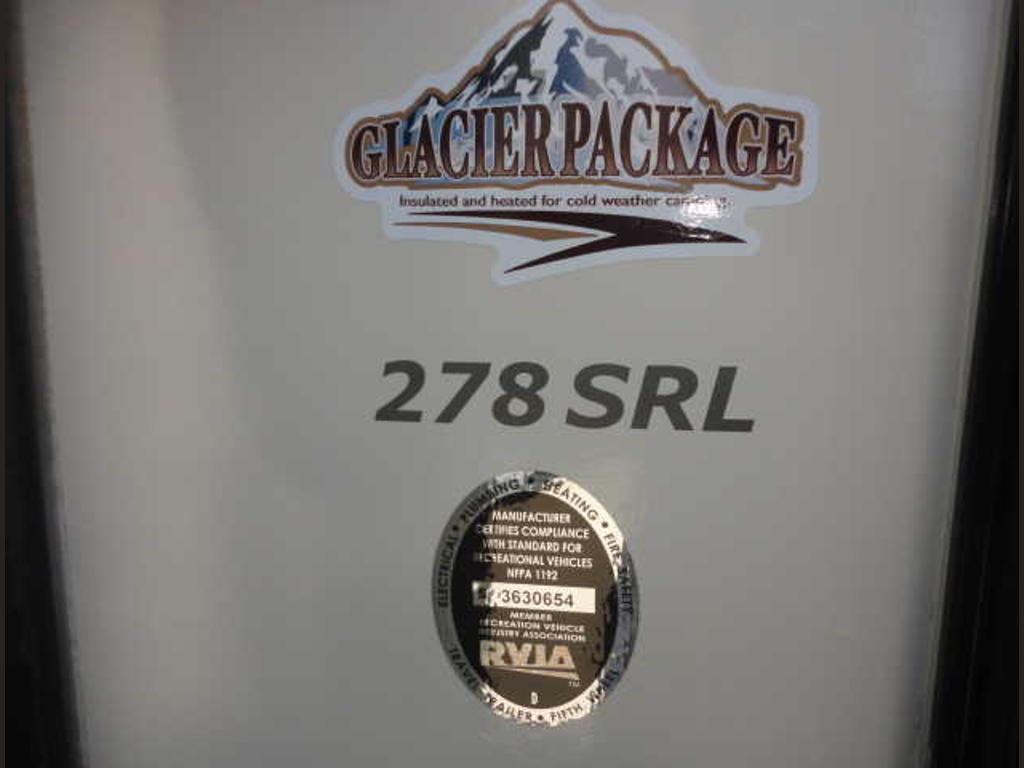 GLACIER PACKAGE
Insulated and heated for cold weather
278 SRL
ELECTRICAL • PLUMBING • HEATING • FIRE SAFETY
MANUFACTURER
CERTIFIES COMPLIANCE
WITH STANDARD FOR
RECREATIONAL VEHICLES
NFPA 1192
3630654
MEMBER
RECREATION VEHICLE
INDUSTRY ASSOCIATION
RVIA
TM
D
TRAVEL TRAILER • FIFTH WHEEL